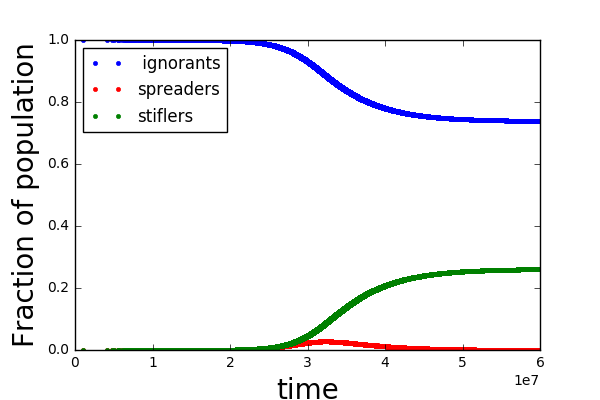 1.0
0.8
0.6
0.4
0.2
0.0
Fraction of population
ignorants
spreaders
stiflers
0 1 2 3 4 5 6
1e7
time